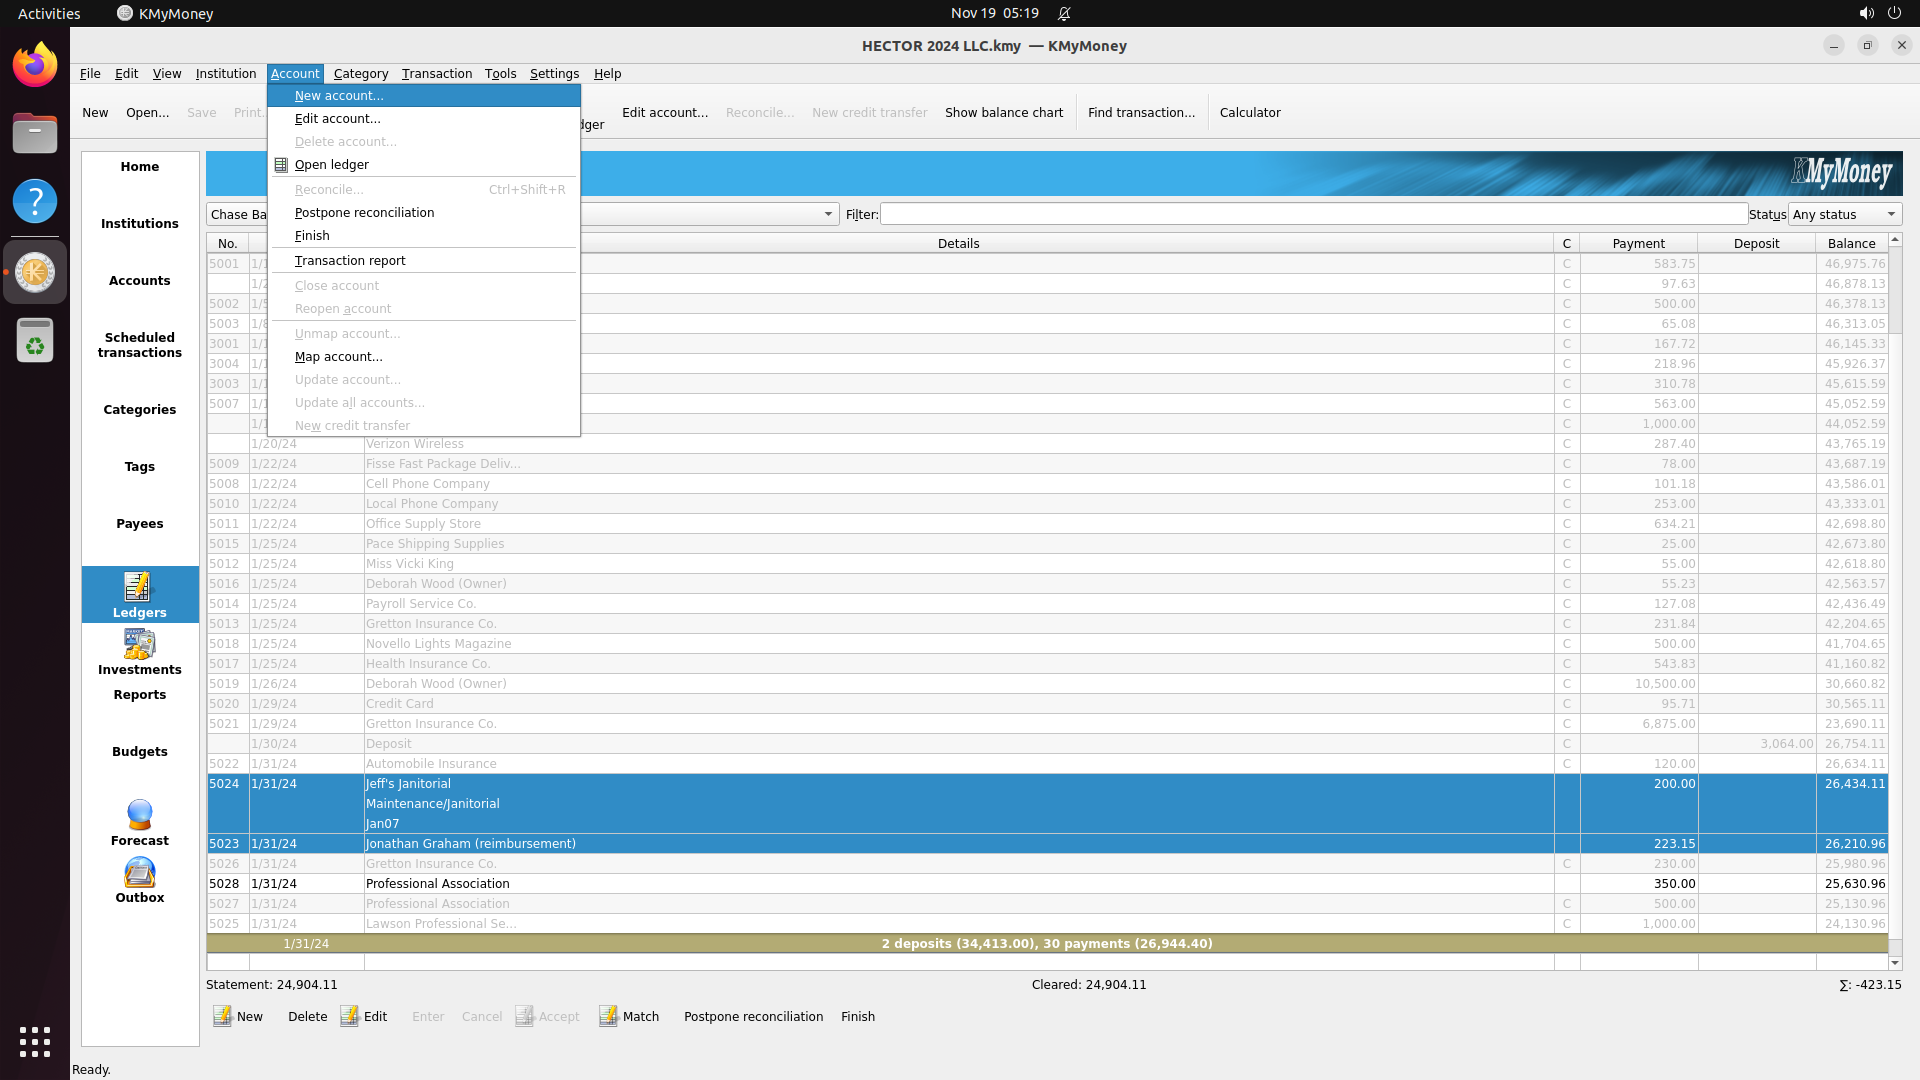 Activities KMyMoney Nov 19 05:19
HECTOR 2024 LLC.kmy — KMyMoney
File Edit View Institution Account Category Transaction Tools Settings Help
New Open... Save Print. dger Edit account... Reconcile... New credit transfer Show balance chart Find transaction... Calculator
New account...
Edit account...
Delete account...
Open ledger
Reconcile... Ctrl+Shift+R
Postpone reconciliation
Finish
Transaction report
Close account
Reopen account
Unmap account...
Map account...
Update account...
Update all accounts...
New credit transfer
Home
Institutions
Accounts
Scheduled
transactions
Categories
Tags
Payees
Ledgers
Investments
Reports
Budgets
Forecast
Outbox
KMyMoney
Chase Ba Filter: Status Any status
No. Details C Payment Deposit Balance
5001 1/1 C 583.75 46,975.76
1/2 C 97.63 46,878.13
5002 1/5 C 500.00 46,378.13
5003 1/8 C 65.08 46,313.05
3001 1/1 C 167.72 46,145.33
3004 1/1 C 218.96 45,926.37
3003 1/1 C 310.78 45,615.59
5007 1/1 C 563.00 45,052.59
1/1 C 1,000.00 44,052.59
1/20/24 Verizon Wireless C 287.40 43,765.19
5009 1/22/24 Fisse Fast Package Deliv... C 78.00 43,687.19
5008 1/22/24 Cell Phone Company C 101.18 43,586.01
5010 1/22/24 Local Phone Company C 253.00 43,333.01
5011 1/22/24 Office Supply Store C 634.21 42,698.80
5015 1/25/24 Pace Shipping Supplies C 25.00 42,673.80
5012 1/25/24 Miss Vicki King C 55.00 42,618.80
5016 1/25/24 Deborah Wood (Owner) C 55.23 42,563.57
5014 1/25/24 Payroll Service Co. C 127.08 42,436.49
5013 1/25/24 Gretton Insurance Co. C 231.84 42,204.65
5018 1/25/24 Novello Lights Magazine C 500.00 41,704.65
5017 1/25/24 Health Insurance Co. C 543.83 41,160.82
5019 1/26/24 Deborah Wood (Owner) C 10,500.00 30,660.82
5020 1/29/24 Credit Card C 95.71 30,565.11
5021 1/29/24 Gretton Insurance Co. C 6,875.00 23,690.11
1/30/24 Deposit C 3,064.00 26,754.11
5022 1/31/24 Automobile Insurance C 120.00 26,634.11
5024 1/31/24 Jeff's Janitorial 200.00 26,434.11
Maintenance/Janitorial
Jan07
5023 1/31/24 Jonathan Graham (reimbursement) 223.15 26,210.96
5026 1/31/24 Gretton Insurance Co. C 230.00 25,980.96
5028 1/31/24 Professional Association 350.00 25,630.96
5027 1/31/24 Professional Association C 500.00 25,130.96
5025 1/31/24 Lawson Professional Se... C 1,000.00 24,130.96
1/31/24 2 deposits (34,413.00), 30 payments (26,944.40)
Statement: 24,904.11 Cleared: 24,904.11 ∑: -423.15
New Delete Edit Enter Cancel Accept Match Postpone reconciliation Finish
Ready.